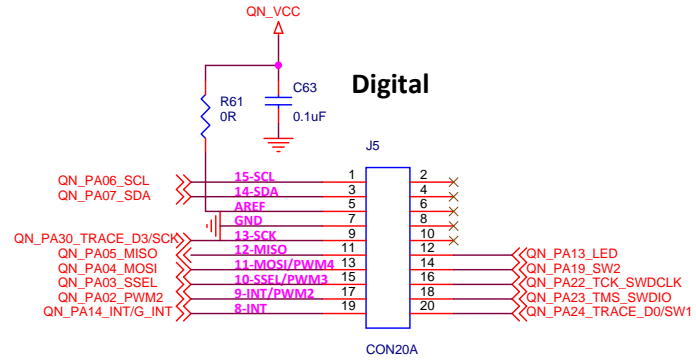 QN_VCC
Digital
R61
0R
C63
0.1uF
J5
QN_PA06_SCL 15-SCL 1 2
QN_PA07_SDA 14-SDA 3 4
AREF 5 6
GND 7 8
QN_PA30_TRACE_D3/SCK 13-SCK 9 10
QN_PA05_MISO 12-MISO 11 12 QN_PA13_LED
QN_PA04_MOSI 11-MOSI/PWM4 13 14 QN_PA19_SW2
QN_PA03_SSEL 10-SSEL/PWM3 15 16 QN_PA22_TCK_SWDCLK
QN_PA02_PWM2 9-INT/PWM2 17 18 QN_PA23_TMS_SWDIO
QN_PA14_INT/G_INT 8-INT 19 20 QN_PA24_TRACE_D0/SW1
CON20A